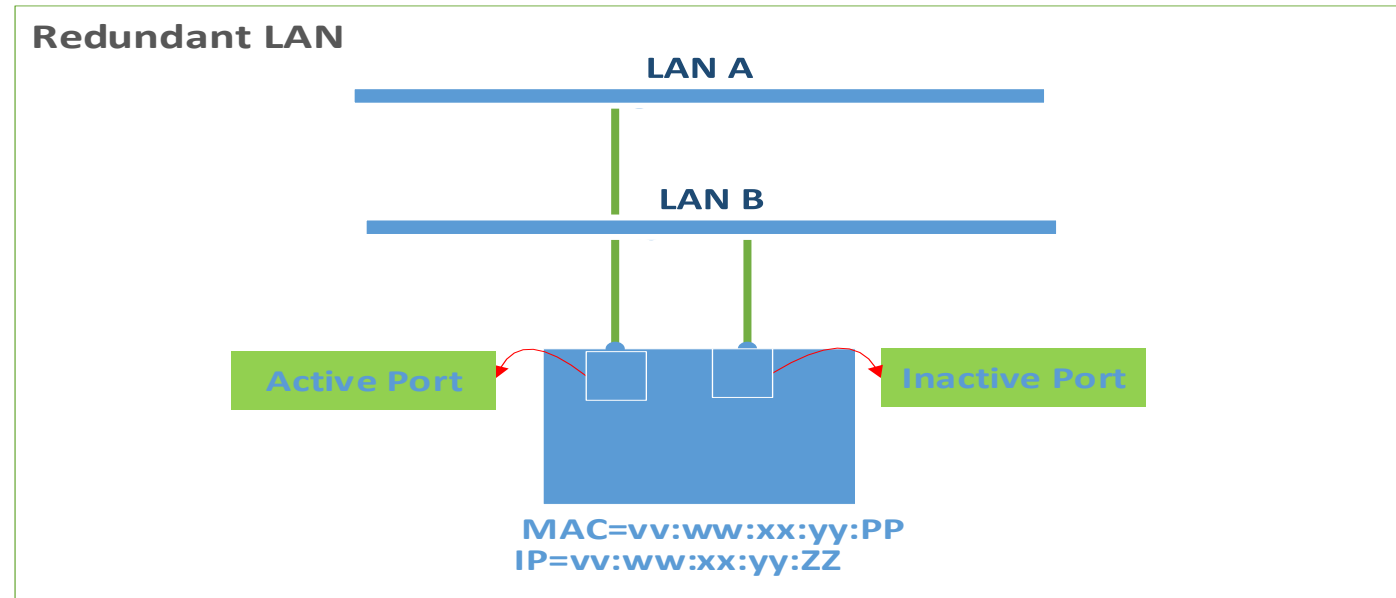 Redundant LAN
LAN A
LAN B
Active Port
Inactive Port
MAC=vv:ww:xx:yy:PP
IP=vv:ww:xx:yy:ZZ